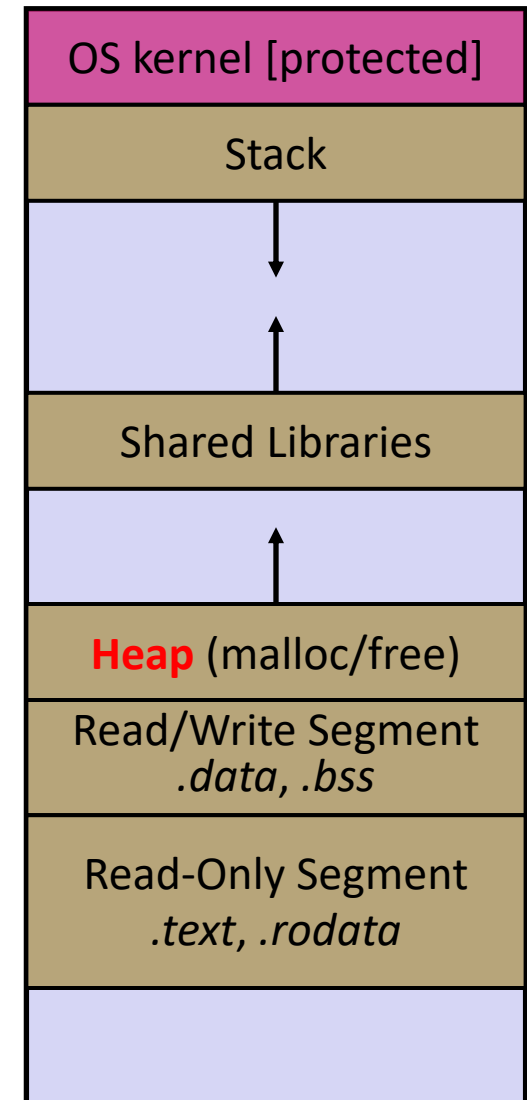 OS kernel [protected]
Stack
Shared Libraries
Heap (malloc/free)
Read/Write Segment
.data, .bss
Read-Only Segment
.text, .rodata